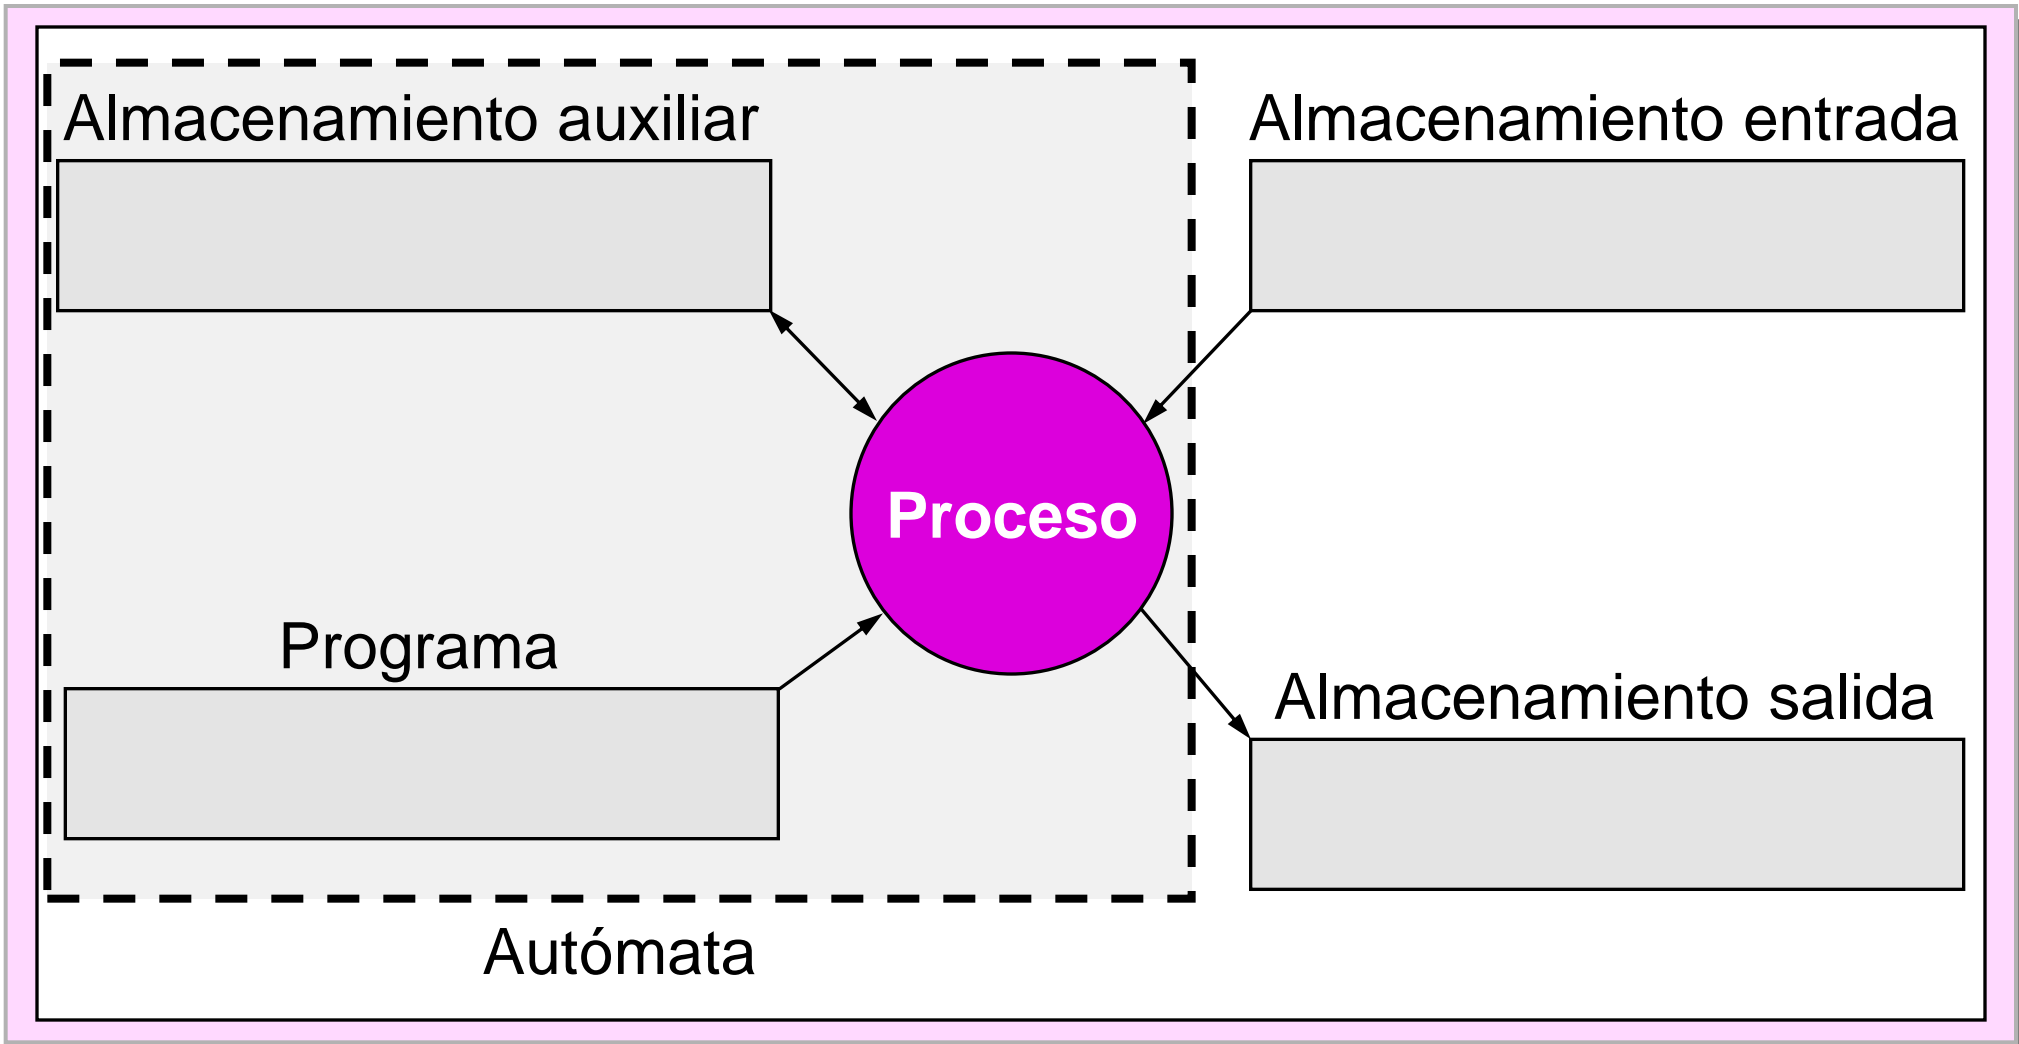 Almacenamiento auxiliar
Almacenamiento entrada
Proceso
Programa
Almacenamiento salida
Autómata